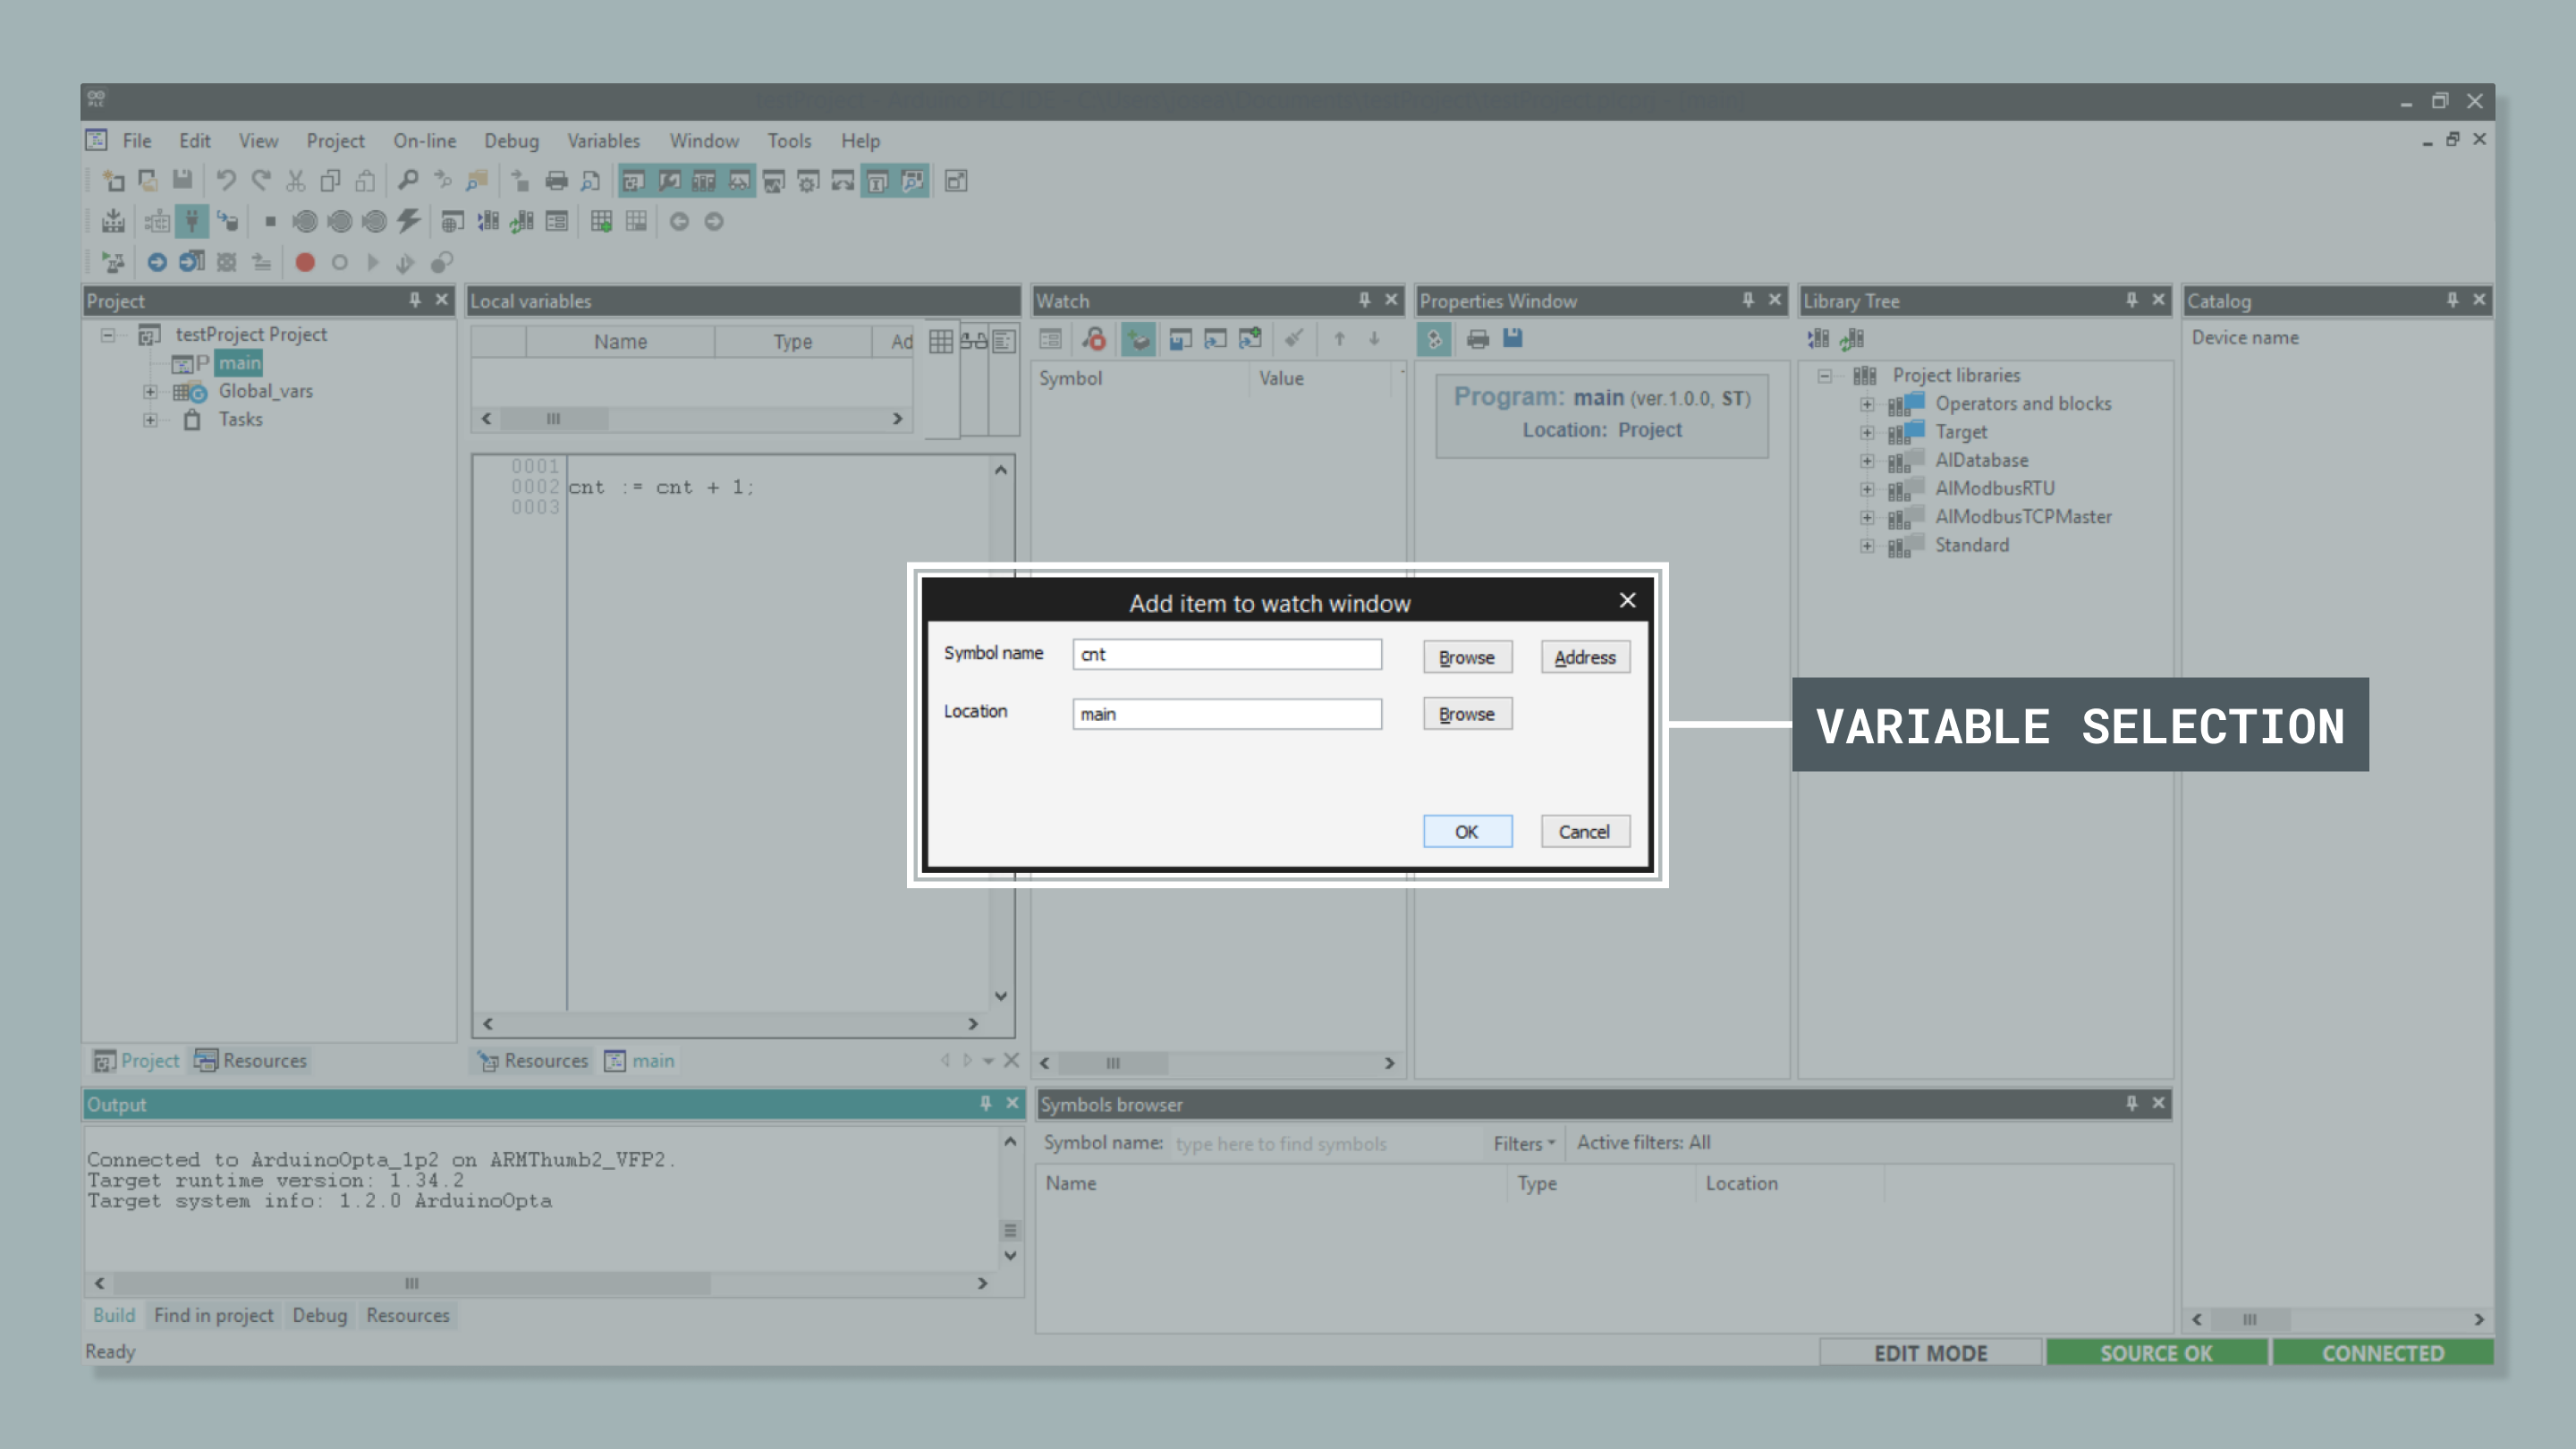 PLC
File Edit View Project On-line Debug Variables Window Tools Help
Project
testProject Project
P main
Global_vars
Tasks
Project Resources
Local variables
Name Type Ad
0001
0002 cnt := cnt + 1;
0003
Resources main
Watch
Symbol Value
Properties Window
Program: main (ver.1.0.0, ST)
Location: Project
Library Tree
Project libraries
Operators and blocks
Target
AlDatabase
AlModbusRTU
AlModbusTCPMaster
Standard
Catalog
Device name
Add item to watch window
Symbol name cnt Browse Address
Location main Browse
OK Cancel
VARIABLE SELECTION
Output
Connected to ArduinoOpta_1p2 on ARMThumb2_VFP2.
Target runtime version: 1.34.2
Target system info: 1.2.0 ArduinoOpta
Build Find in project Debug Resources
Symbols browser
Symbol name: type here to find symbols Filters Active filters: All
Name Type Location
Ready
EDIT MODE SOURCE OK CONNECTED